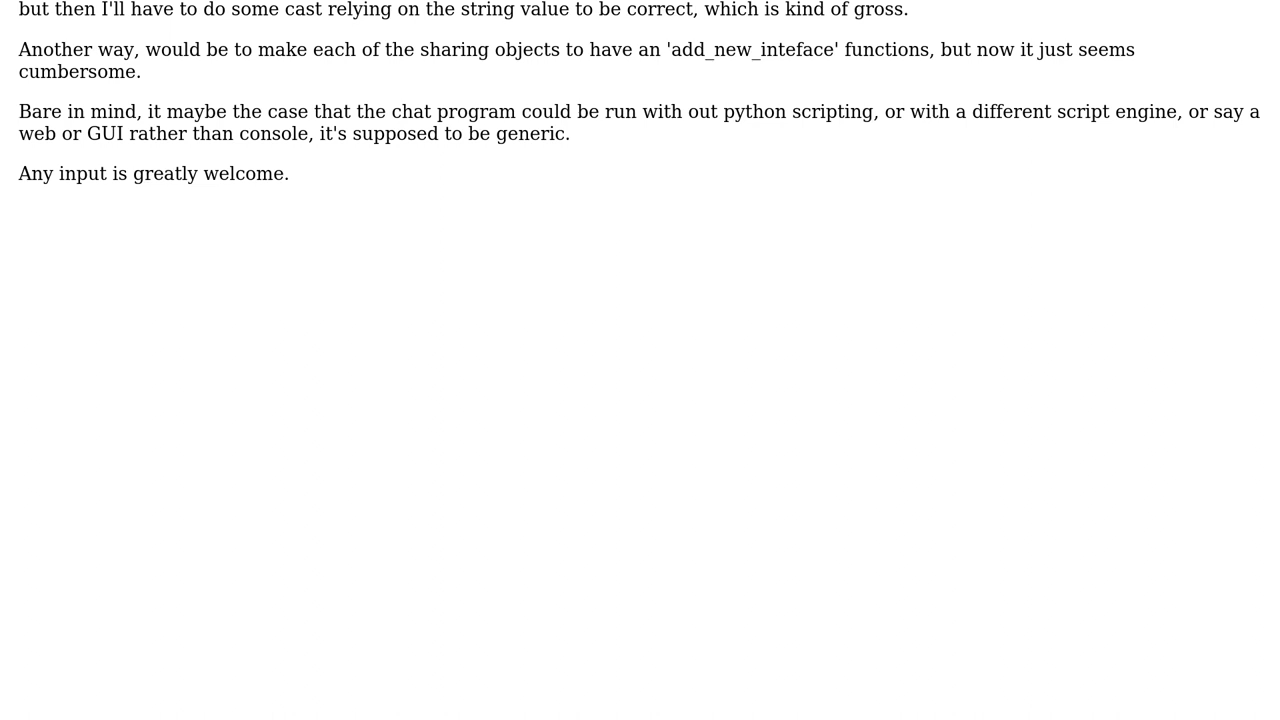 but then I'll have to do some cast relying on the string value to be correct, which is kind of gross.
Another way, would be to make each of the sharing objects to have an 'add_new_inteface' functions, but now it just seems
cumbersome.
Bare in mind, it maybe the case that the chat program could be run with out python scripting, or with a different script engine, or say a
web or GUI rather than console, it's supposed to be generic.
Any input is greatly welcome.